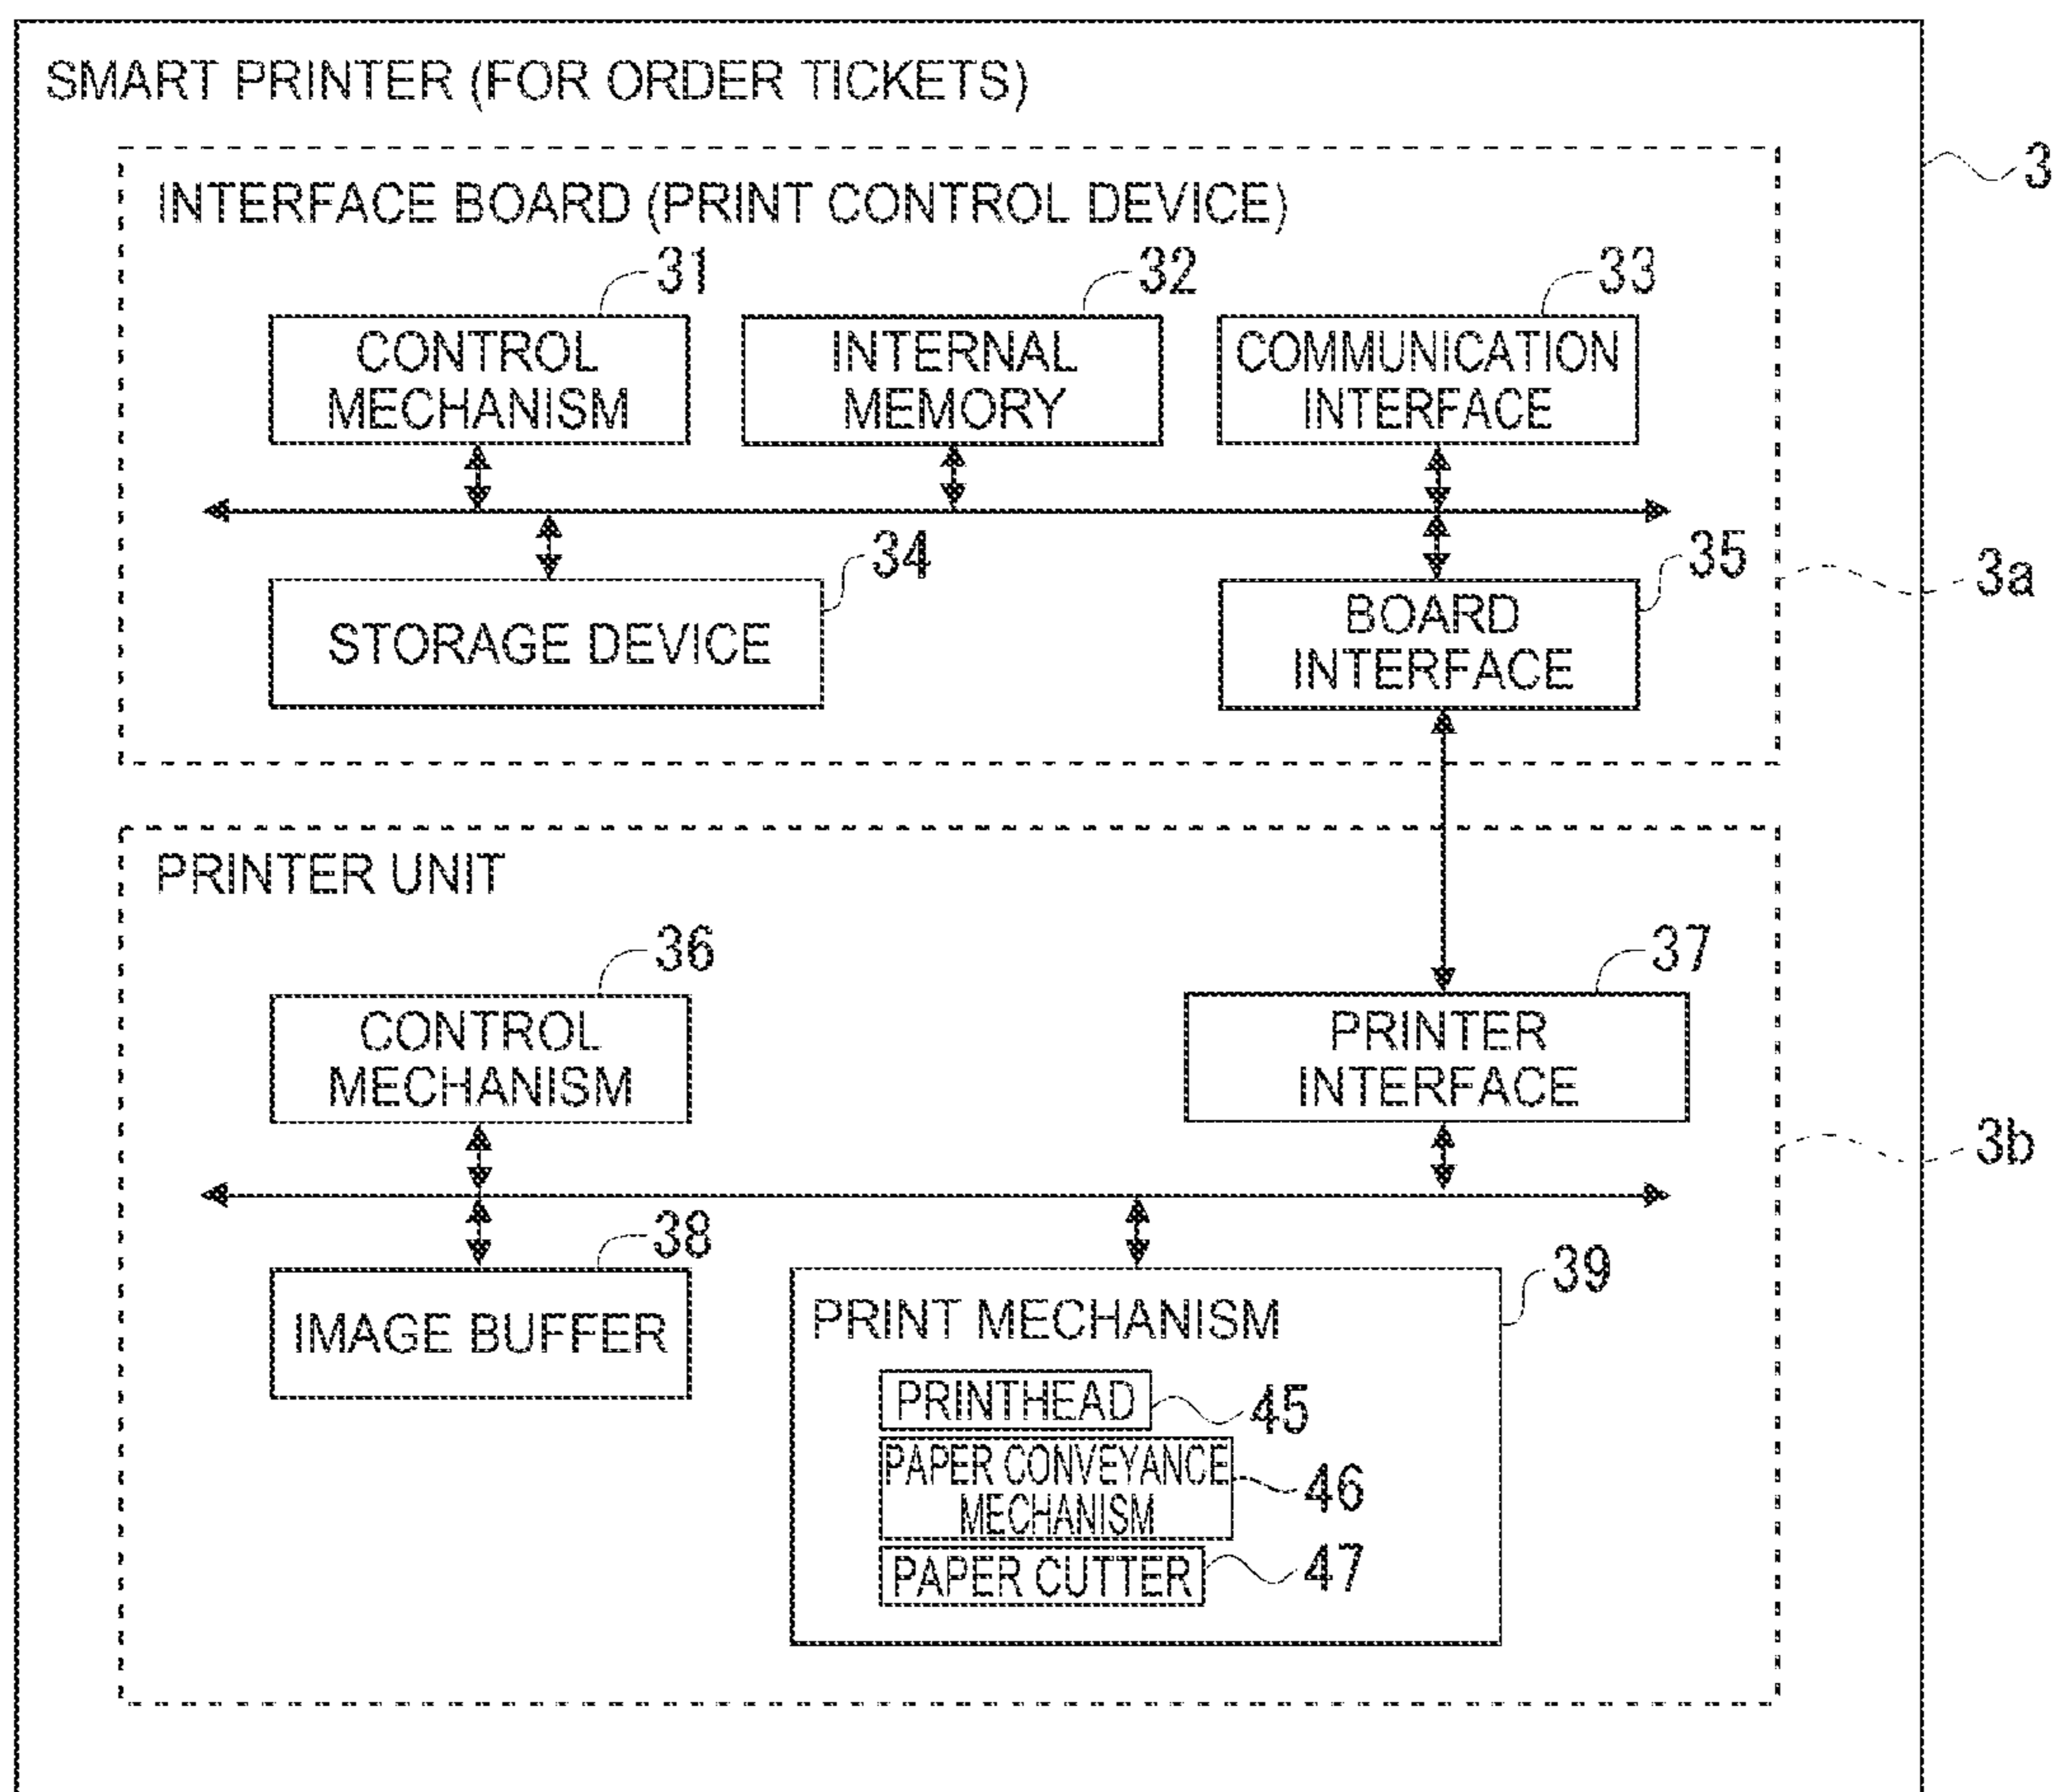 SMART PRINTER (FOR ORDER TICKETS)
3
INTERFACE BOARD (PRINT CONTROL DEVICE)
31
32
33
CONTROL
MECHANISM
INTERNAL
MEMORY
COMMUNICATION
INTERFACE
34
35
3a
STORAGE DEVICE
BOARD
INTERFACE
PRINTER UNIT
36
37
CONTROL
MECHANISM
PRINTER
INTERFACE
3b
38
39
IMAGE BUFFER
PRINT MECHANISM
PRINTHEAD
45
PAPER CONVEYANCE
MECHANISM
46
PAPER CUTTER
47